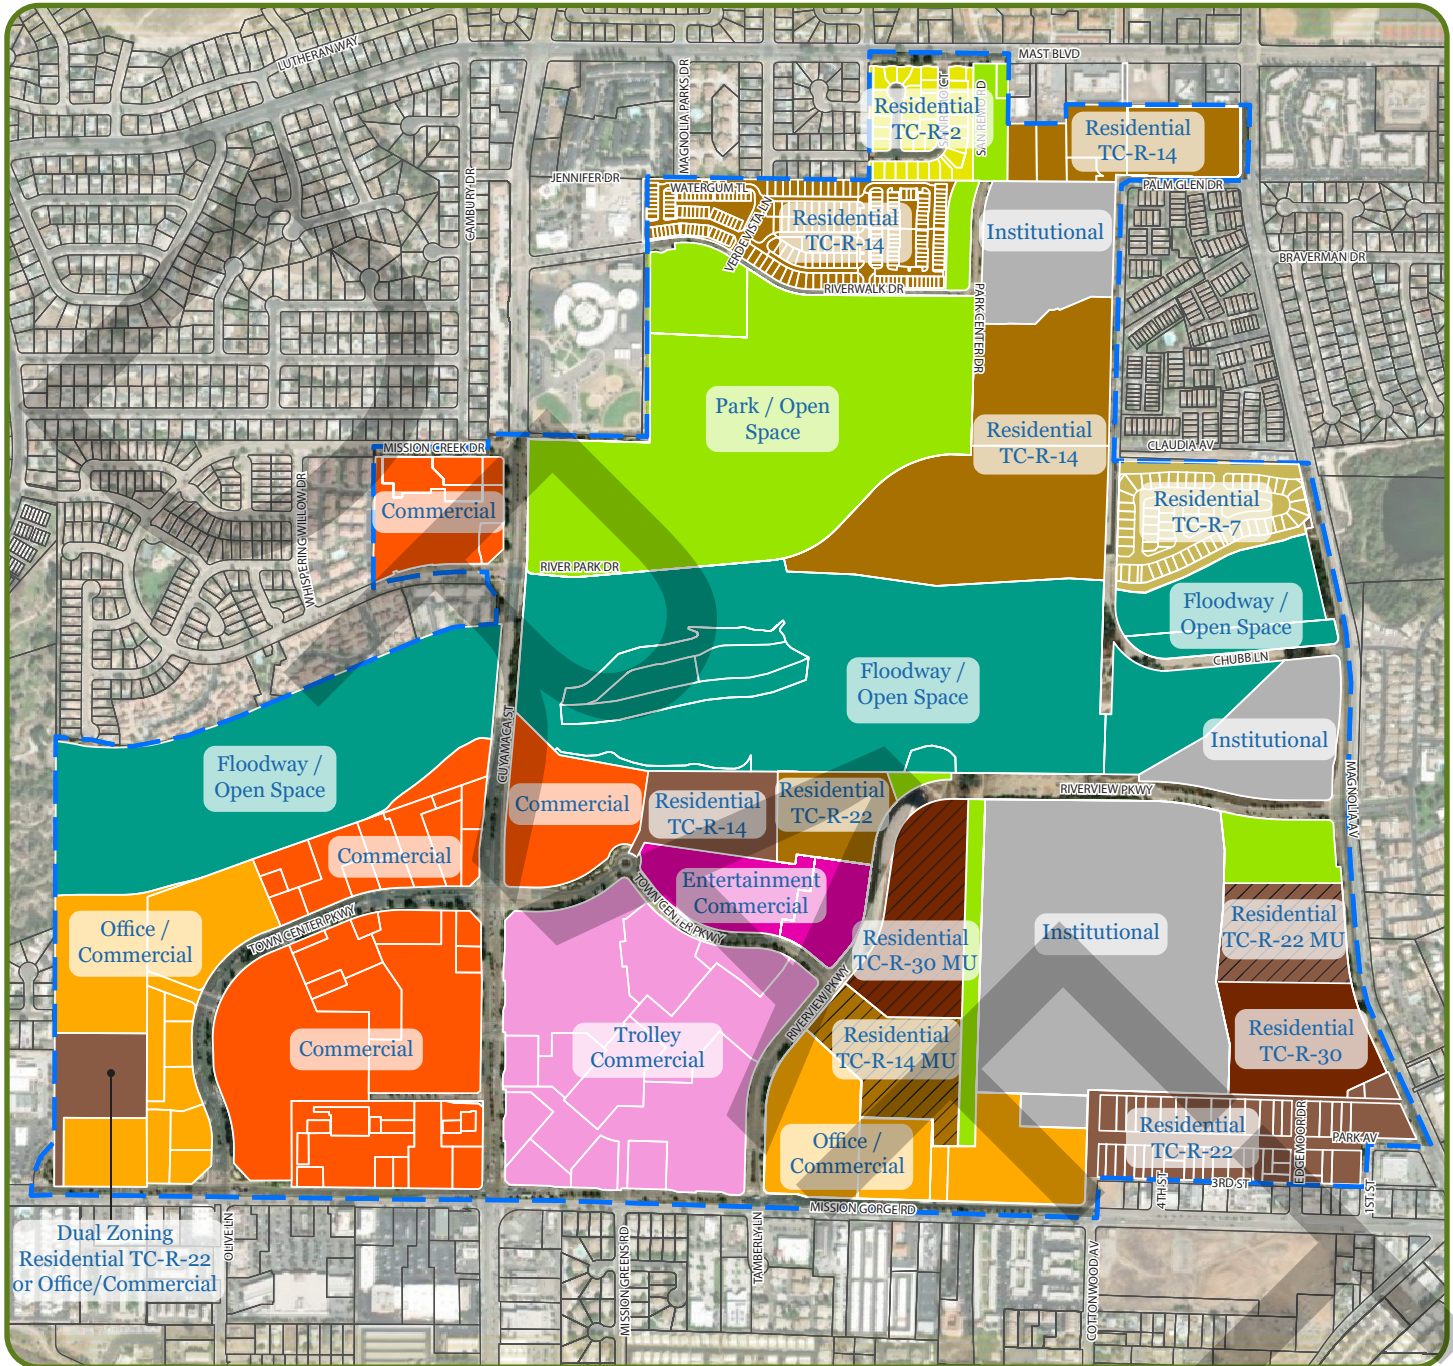 LUTHERAN WAY
MAST BLVD
MAGNOLIA PARKS DR
SAN REMO RD
CT
Residential
TC-R-2
Residential
TC-R-14
JENNIFER DR
CAMBURY DR
WATERGUM TL
PALM GLEN DR
VERDE VISTA LN
Residential
TC-R-14
Institutional
BRAVERMAN DR
RIVERWALK DR
PARK CENTER DR
Park / Open
Space
Residential
TC-R-14
MISSION CREEK DR
CLAUDIA AV
WHISPERING WILLOW DR
Commercial
Residential
TC-R-7
RIVER PARK DR
Floodway /
Open Space
CHUBB LN
Floodway /
Open Space
CUYAMACA ST
Institutional
Floodway /
Open Space
MAGNOLIA AV
RIVERVIEW PKWY
Commercial
Residential
TC-R-14
Residential
TC-R-22
Commercial
Entertainment
Commercial
TOWN CENTER PKWY
TOWN CENTER PKWY
Office /
Commercial
Residential
TC-R-30 MU
Institutional
Residential
TC-R-22 MU
RIVERVIEW PKWY
Commercial
Trolley
Commercial
Residential
TC-R-14 MU
Residential
TC-R-30
Office /
Commercial
Residential
TC-R-22
EDGEMOOR DR
PARK AV
4TH ST
3RD ST
1ST ST
MISSION GORGE RD
Dual Zoning
Residential TC-R-22
or Office/Commercial
OLIVE LN
MISSION GREENS RD
TAMBERLY LN
COTTONWOOD AV